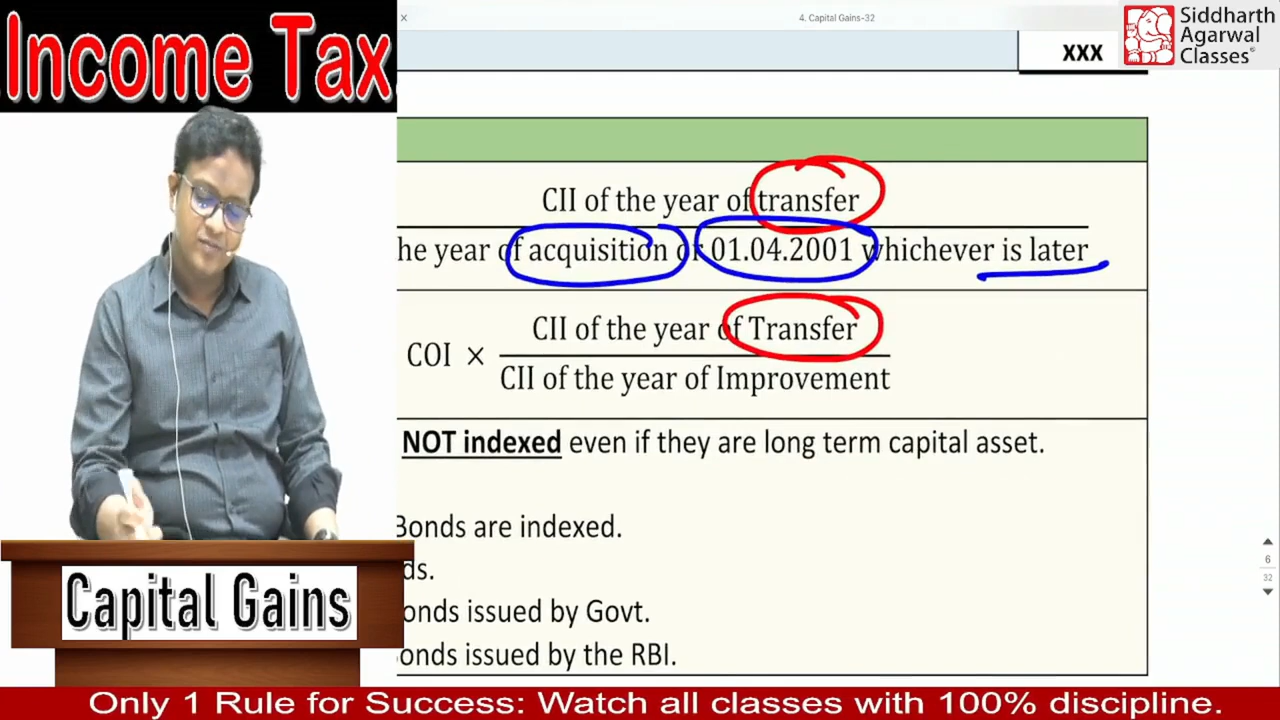 Income Tax
4. Capital Gains-32
Siddharth
Agarwal
Classes
XXX
CII of the year of transfer
he year of acquisition or 01.04.2001 whichever is later
COI × CII of the year of Transfer
CII of the year of Improvement
NOT indexed even if they are long term capital asset.
Bonds are indexed.
ds.
onds issued by Govt.
onds issued by the RBI.
6
32
Capital Gains
Only 1 Rule for Success: Watch all classes with 100% discipline.